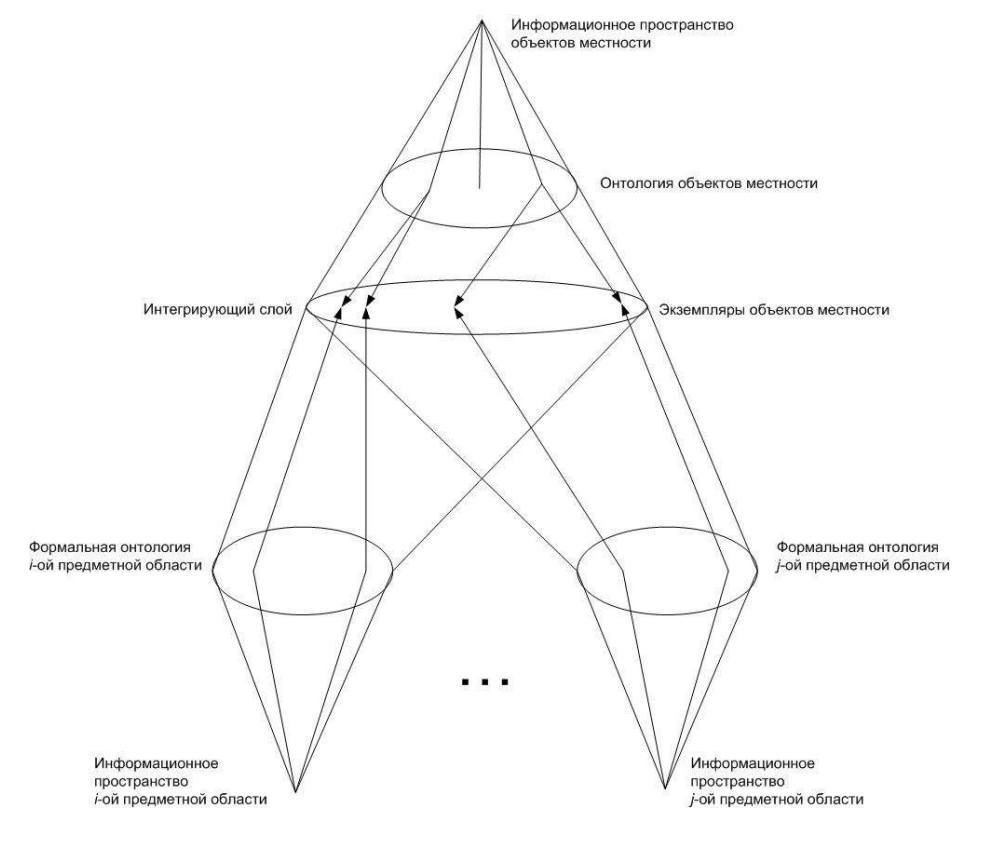 Информационное пространство
объектов местности
Онтология объектов местности
Интегрирующий слой
Экземпляры объектов местности
Формальная онтология
i-ой предметной области
Формальная онтология
j-ой предметной области
...
Информационное
пространство
i-ой предметной области
Информационное
пространство
j-ой предметной области